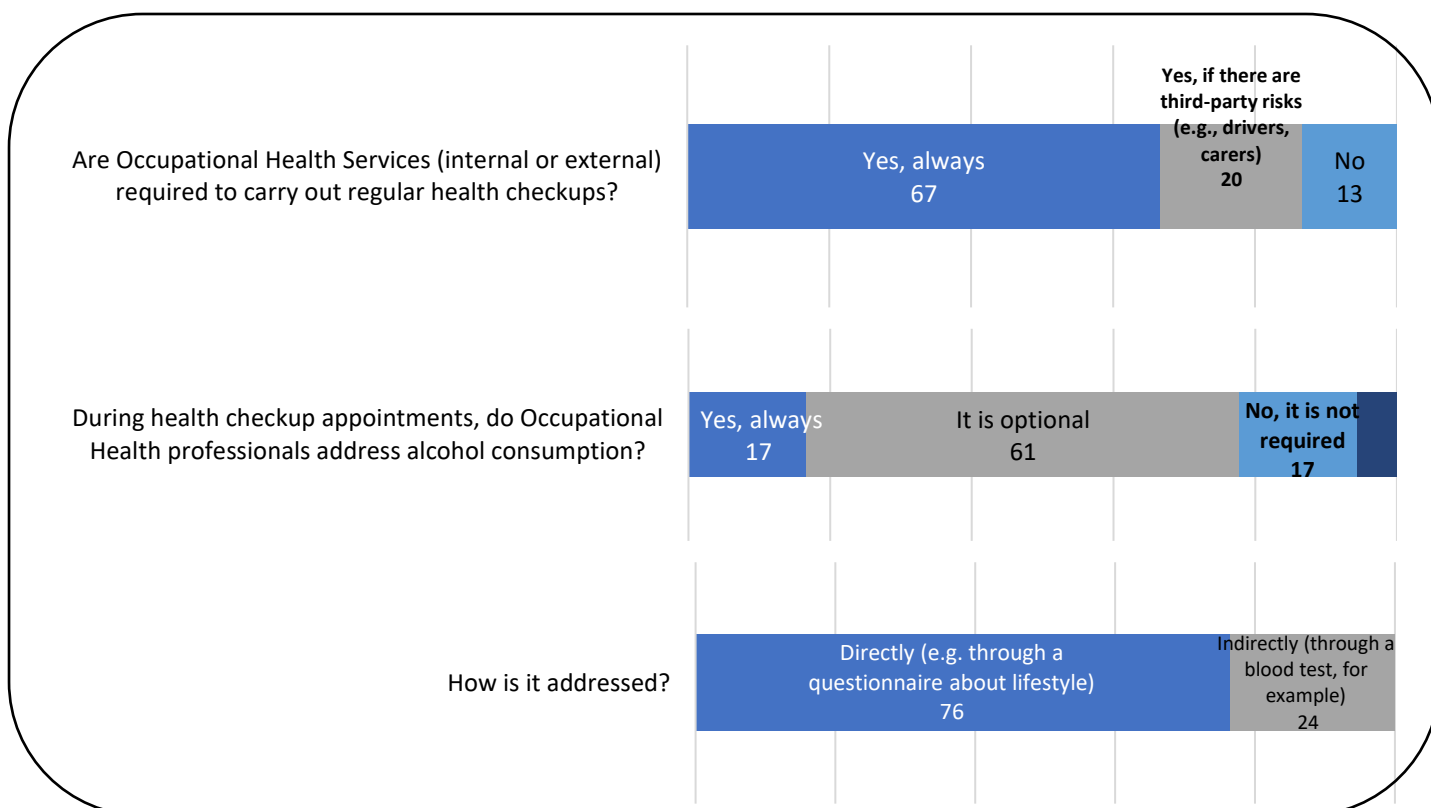 Are Occupational Health Services (internal or external)
required to carry out regular health checkups?
Yes, always
67
Yes, if there are
third-party risks
(e.g., drivers,
carers)
20
No
13
During health checkup appointments, do Occupational
Health professionals address alcohol consumption?
Yes, always
17
It is optional
61
No, it is not
required
17
How is it addressed?
Directly (e.g. through a
questionnaire about lifestyle)
76
Indirectly (through a
blood test, for
example)
24